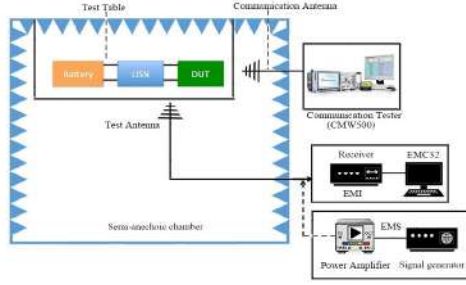 Test Table
Communication Antenna
Battery
LISN
DUT
Test Antenna
Communication Tester
(CMW500)
Receiver
EMC32
EMI
Semi-anechoic chamber
EMS
Power Amplifier
Signal generator